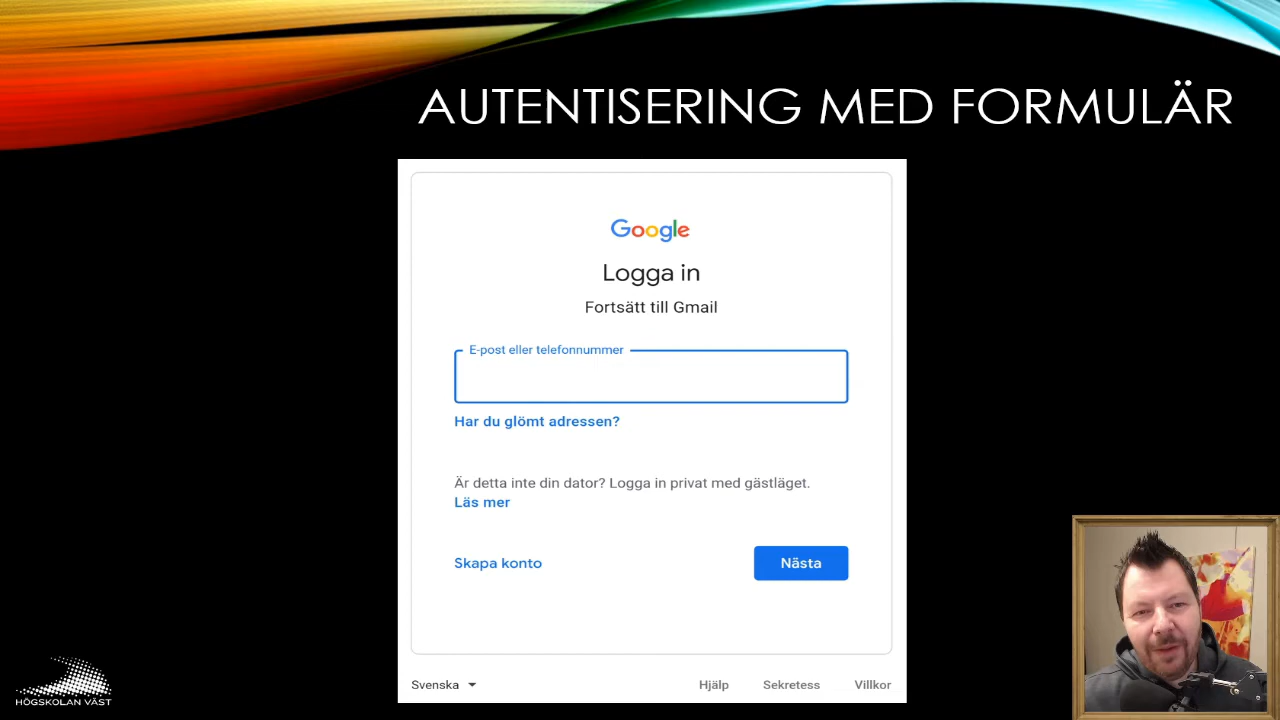 AUTENTISERING MED FORMULÄR
Google
Logga in
Fortsätt till Gmail
E-post eller telefonnummer
Har du glömt adressen?
Är detta inte din dator? Logga in privat med gästläget.
Läs mer
Skapa konto
Nästa
Svenska
Hjälp
Sekretess
Villkor
HÖGSKOLAN VÄST